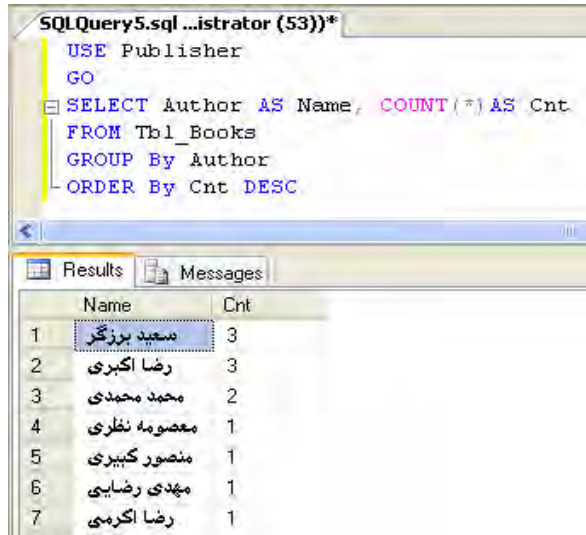 SQLQuery5.sql ...istrator (53))*
USE Publisher
GO
SELECT Author AS Name, COUNT(*)AS Cnt
FROM Tbl_Books
GROUP By Author
ORDER By Cnt DESC
Results Messages
Name Cnt
1 سعید برزگر 3
2 رضا اکبری 3
3 محمد محمدی 2
4 معصومه نظری 1
5 منصور کبیری 1
6 مهدی رضایی 1
7 رضا اکرمی 1